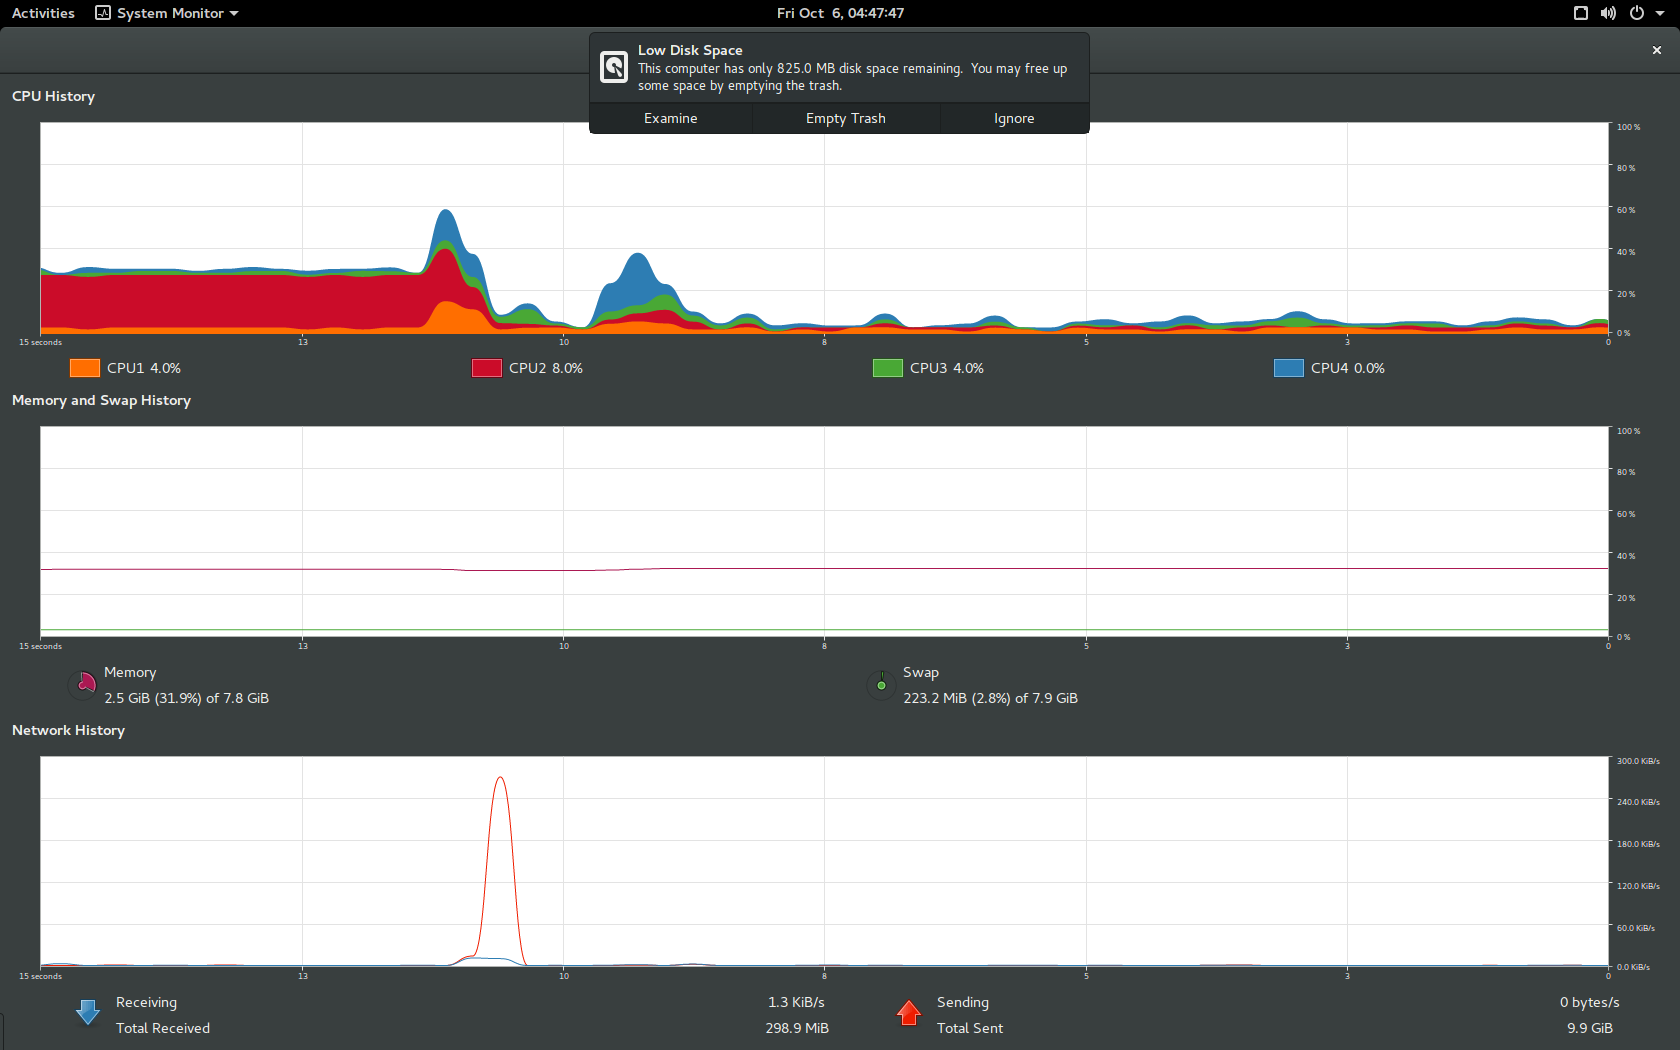 Activities
System Monitor
Fri Oct 6, 04:47:47
Low Disk Space
This computer has only 825.0 MB disk space remaining. You may free up
some space by emptying the trash.
Examine
Empty Trash
Ignore
CPU History
100 %
80 %
60 %
40 %
20 %
0 %
15 seconds
13
10
8
5
3
0
CPU1 4.0%
CPU2 8.0%
CPU3 4.0%
CPU4 0.0%
Memory and Swap History
100 %
80 %
60 %
40 %
20 %
0 %
15 seconds
13
10
8
5
3
0
Memory
2.5 GiB (31.9%) of 7.8 GiB
Swap
223.2 MiB (2.8%) of 7.9 GiB
Network History
300.0 KiB/s
240.0 KiB/s
180.0 KiB/s
120.0 KiB/s
60.0 KiB/s
0.0 KiB/s
15 seconds
13
10
8
5
3
0
Receiving 1.3 KiB/s
Total Received 298.9 MiB
Sending 0 bytes/s
Total Sent 9.9 GiB